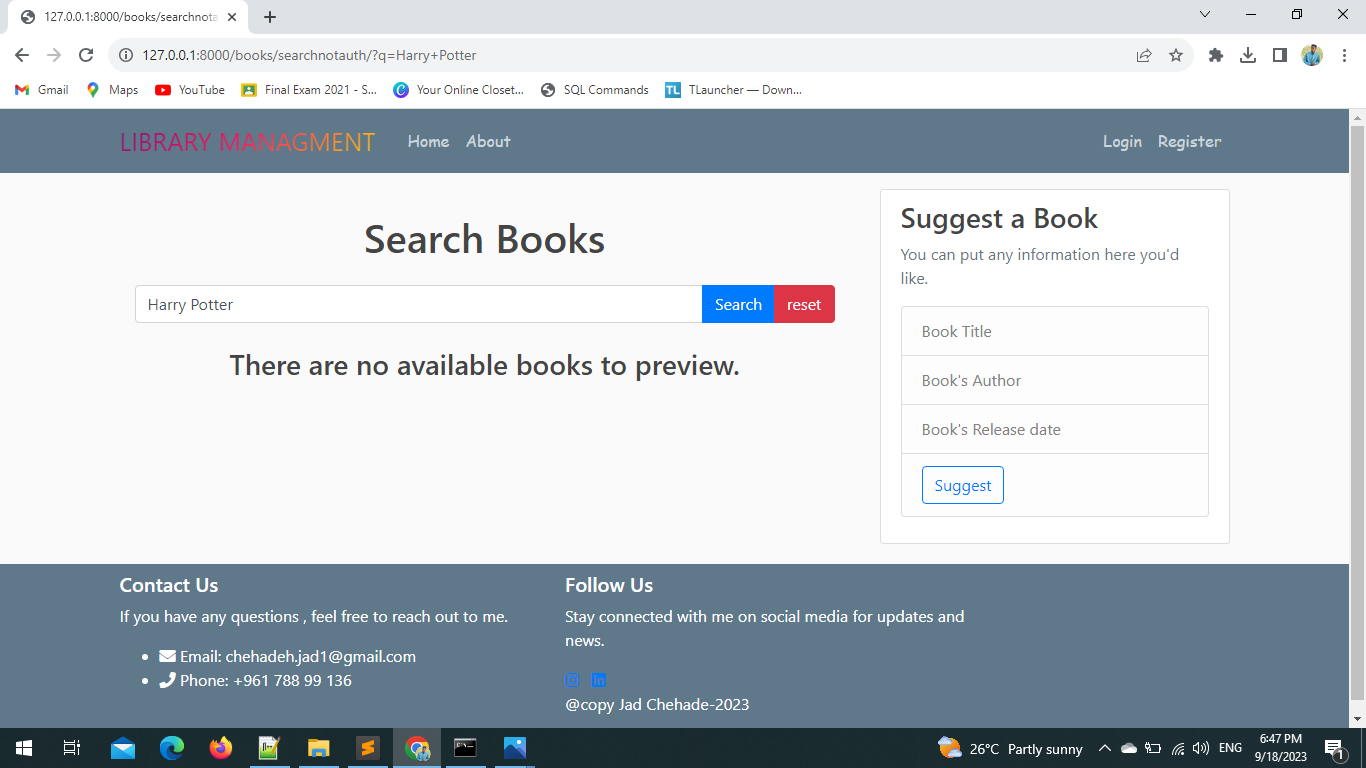 127.0.0.1:8000/books/searchnota
127.0.0.1:8000/books/searchnotauth/?q=Harry+Potter
Gmail Maps YouTube Final Exam 2021 - S... Your Online Closet... SQL Commands TL TLauncher — Down...
LIBRARY MANAGMENT Home About Login Register
Search Books
Harry Potter Search reset
There are no available books to preview.
Suggest a Book
You can put any information here you'd
like.
Book Title
Book's Author
Book's Release date
Suggest
Contact Us
If you have any questions , feel free to reach out to me.
Email: chehadeh.jad1@gmail.com
Phone: +961 788 99 136
Follow Us
Stay connected with me on social media for updates and
news.
@copy Jad Chehade-2023
26°C Partly sunny ENG 6:47 PM
9/18/2023
1